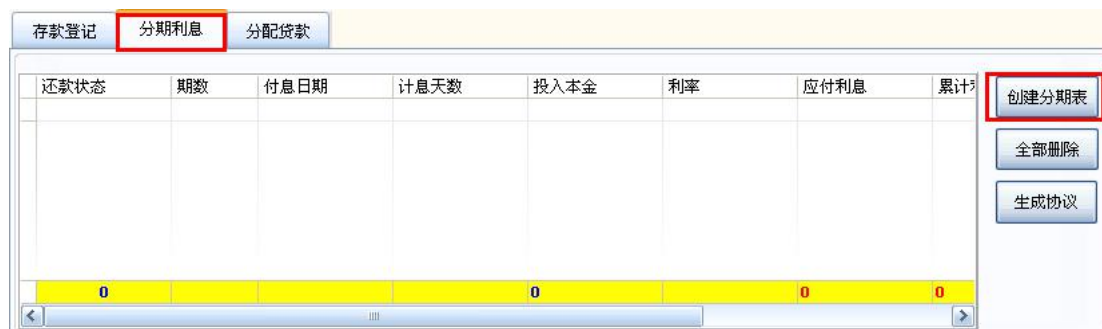 存款登记 分期利息 分配贷款
还款状态 期数 付息日期 计息天数 投入本金 利率 应付利息 累计
创建分期表
全部删除
生成协议
0 0 0 0